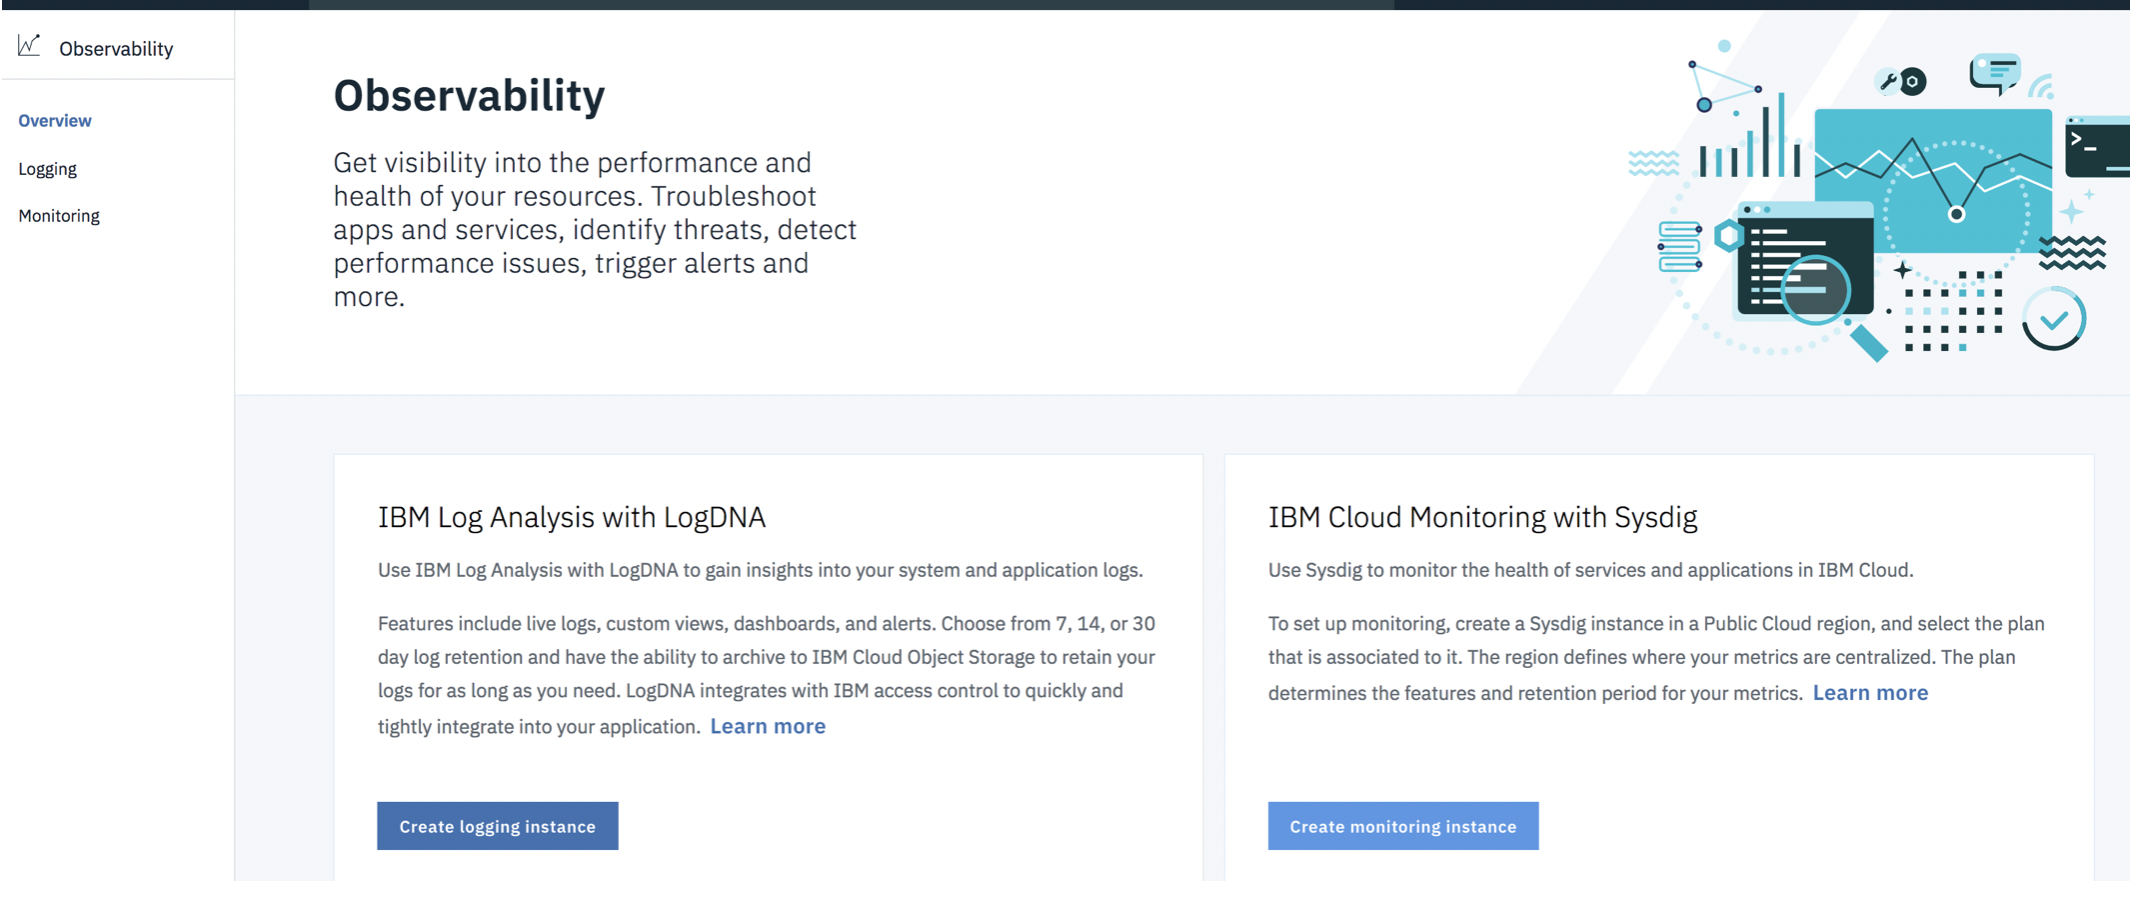 Observability
Overview
Logging
Monitoring
Observability
Get visibility into the performance and
health of your resources. Troubleshoot
apps and services, identify threats, detect
performance issues, trigger alerts and
more.
>_
IBM Log Analysis with LogDNA
Use IBM Log Analysis with LogDNA to gain insights into your system and application logs.
Features include live logs, custom views, dashboards, and alerts. Choose from 7, 14, or 30
day log retention and have the ability to archive to IBM Cloud Object Storage to retain your
logs for as long as you need. LogDNA integrates with IBM access control to quickly and
tightly integrate into your application. Learn more
Create logging instance
IBM Cloud Monitoring with Sysdig
Use Sysdig to monitor the health of services and applications in IBM Cloud.
To set up monitoring, create a Sysdig instance in a Public Cloud region, and select the plan
that is associated to it. The region defines where your metrics are centralized. The plan
determines the features and retention period for your metrics. Learn more
Create monitoring instance